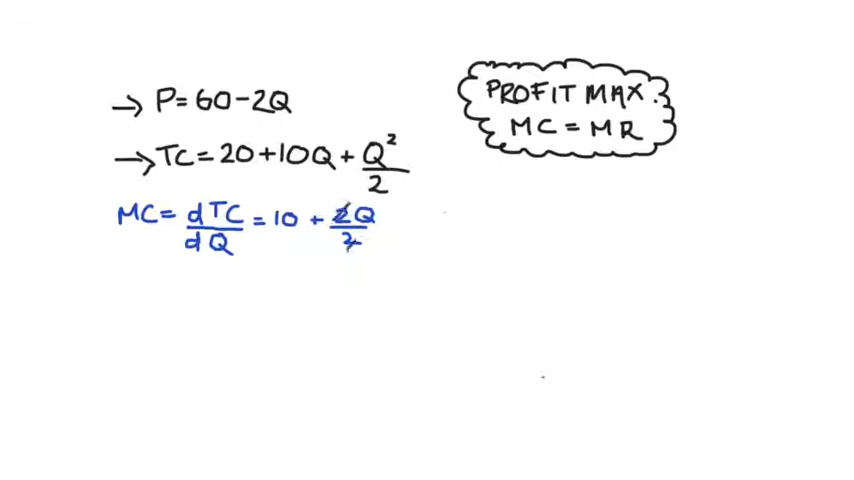 → P = 60 - 2Q
→ TC = 20 + 10Q + Q²/2
MC = dTC/dQ = 10 + 2Q/2
PROFIT MAX.
MC = MR